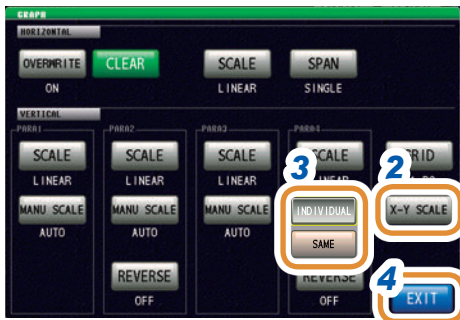 GRAPH
HORIZONTAL
OVERWRITE CLEAR SCALE SPAN
ON LINEAR SINGLE
VERTICAL
PARA1 PARA2 PARA3 PARA4
3 2
SCALE SCALE SCALE SCALE
LINEAR LINEAR LINEAR LINEAR
MANU SCALE MANU SCALE MANU SCALE INDIVIDUAL X-Y SCALE
AUTO AUTO AUTO SAME
REVERSE REVERSE 4 EXIT
OFF OFF